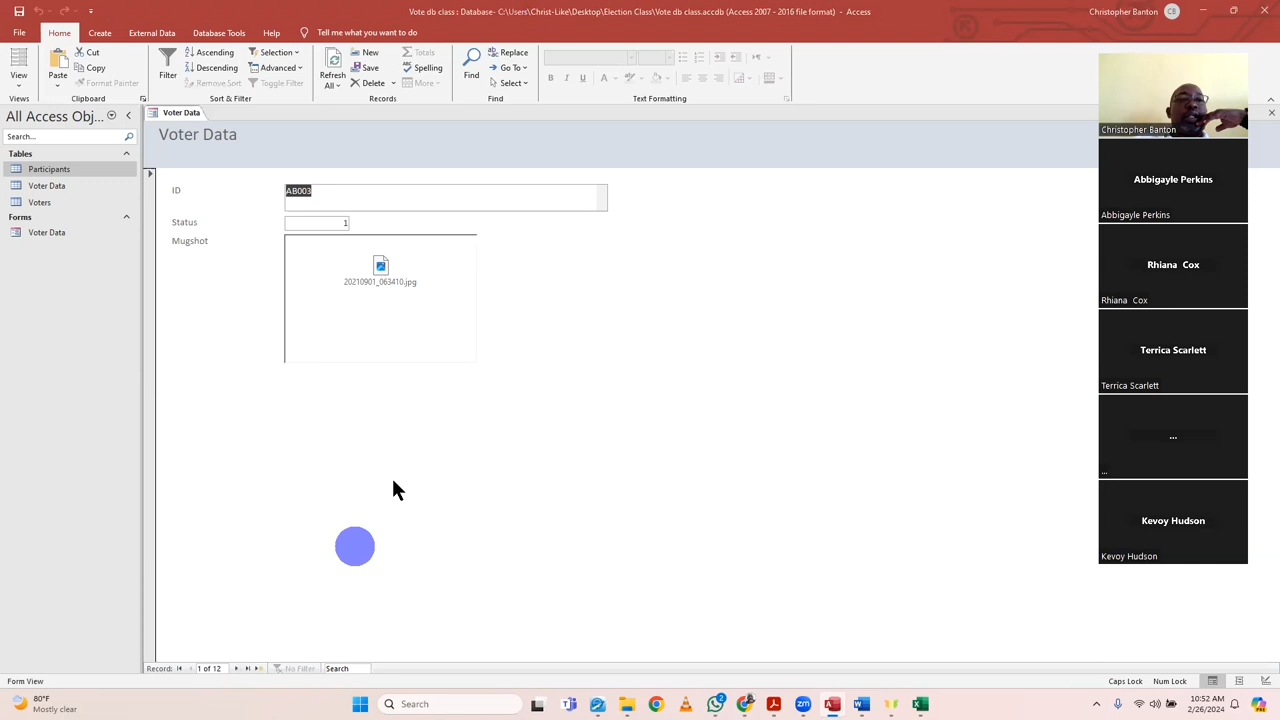 Vote db class : Database- C:\Users\Christ-Like\Desktop\Election Class\Vote db class.accdb (Access 2007 - 2016 file format) - Access
Christopher Banton CB
File Home Create External Data Database Tools Help Tell me what you want to do
View
Views
Paste
Cut
Copy
Format Painter
Clipboard
Filter
Ascending
Descending
Remove Sort
Selection
Advanced
Toggle Filter
Sort & Filter
Refresh
All
New
Save
Delete
Totals
Spelling
More
Records
Find
Replace
Go To
Select
Find
B I U A
Text Formatting
All Access Obj...
Search...
Tables
Participants
Voter Data
Voters
Forms
Voter Data
Voter Data
Voter Data
ID AB003
Status 1
Mugshot
20210901_063410.jpg
Christopher Banton
Abbigayle Perkins
Abbigayle Perkins
Rhiana Cox
Rhiana Cox
Terrica Scarlett
Terrica Scarlett
...
...
Kevoy Hudson
Kevoy Hudson
Record: 1 of 12 No Filter Search
Form View
Caps Lock Num Lock
80°F
Mostly clear
Search
2
zm
10:52 AM
2/26/2024